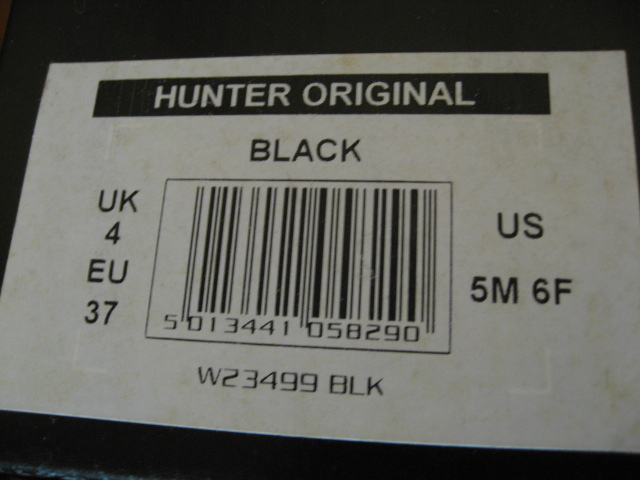 HUNTER ORIGINAL
BLACK
UK
4
EU
37
US
5M 6F
5 013441 058290
W23499 BLK